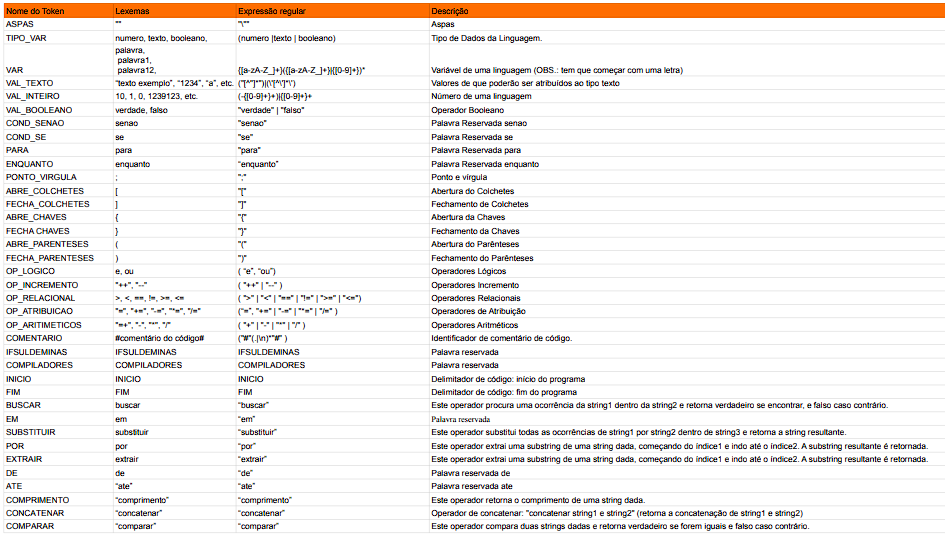 Nome do Token Lexemas Expressão regular Descrição
ASPAS "" "\"" Aspas
TIPO_VAR numero, texto, booleano, (numero |texto | booleano) Tipo de Dados da Linguagem.
palavra,
palavra1,
VAR palavra12, {[a-zA-Z_]+}({[a-zA-Z_]+}|{[0-9]+})* Variável de uma linguagem (OBS.: tem que começar com uma letra)
VAL_TEXTO "texto exemplo", "1234", "a", etc. ("[^"]*")|(\'[^\']*\') Valores de que poderão ser atribuídos ao tipo texto
VAL_INTEIRO 10, 1, 0, 1239123, etc. (-{[0-9]+}+)|{[0-9]+}+ Número de uma linguagem
VAL_BOOLEANO verdade, falso "verdade" | "falso" Operador Booleano
COND_SENAO senao "senao" Palavra Reservada senao
COND_SE se "se" Palavra Reservada se
PARA para "para" Palavra Reservada para
ENQUANTO enquanto "enquanto” Palavra Reservada enquanto
PONTO_VIRGULA ; ";" Ponto e vírgula
ABRE_COLCHETES [ "[" Abertura do Colchetes
FECHA_COLCHETES ] "]" Fechamento de Colchetes
ABRE_CHAVES { "{" Abertura da Chaves
FECHA CHAVES } "}" Fechamento da Chaves
ABRE_PARENTESES ( "(" Abertura do Parênteses
FECHA_PARENTESES ) ")" Fechamento do Parênteses
OP_LOGICO e, ou ( “e”, “ou”) Operadores Lógicos
OP_INCREMENTO "++", "--" ( "++" | "--" ) Operadores Incremento
OP_RELACIONAL >, <, ==, !=, >=, <= ( ">" | "<" | "==" | "!=" | ">=" | "<=") Operadores Relacionais
OP_ATRIBUICAO "=", "+=", "-=", "*=", "/=" ("=", "+=" | "-=" | "*=" | "/=" ) Operadores de Atribuição
OP_ARITIMETICOS "=+", "-", "*", "/" ( "+" | "-" | "*" | "/" ) Operadores Aritméticos
COMENTARIO #comentário do código# ("#"(.|\n)*"#" ) Identificador de comentário de código.
IFSULDEMINAS IFSULDEMINAS IFSULDEMINAS Palavra reservada
COMPILADORES COMPILADORES COMPILADORES Palavra reservada
INICIO INICIO INICIO Delimitador de código: início do programa
FIM FIM FIM Delimitador de código: fim do programa
BUSCAR buscar “buscar” Este operador procura uma ocorrência da string1 dentro da string2 e retorna verdadeiro se encontrar, e falso caso contrário.
EM em “em” Palavra reservada
SUBSTITUIR substituir “substituir” Este operador substitui todas as ocorrências de string1 por string2 dentro de string3 e retorna a string resultante.
POR por “por” Este operador extrai uma substring de uma string dada, começando do índice1 e indo até o índice2. A substring resultante é retornada.
EXTRAIR extrair “extrair” Este operador extrai uma substring de uma string dada, começando do índice1 e indo até o índice2. A substring resultante é retornada.
DE de “de” Palavra reservada de
ATE “ate” “ate” Palavra reservada ate
COMPRIMENTO “comprimento” “comprimento” Este operador retorna o comprimento de uma string dada.
CONCATENAR “concatenar” “concatenar” Operador de concatenar: "concatenar string1 e string2" (retorna a concatenação de string1 e string2)
COMPARAR “comparar” “comparar” Este operador compara duas strings dadas e retorna verdadeiro se forem iguais e falso caso contrário.